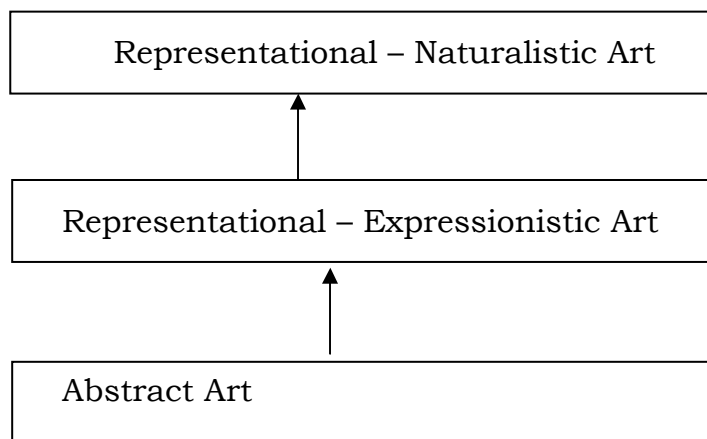 Representational – Naturalistic Art
Representational – Expressionistic Art
Abstract Art